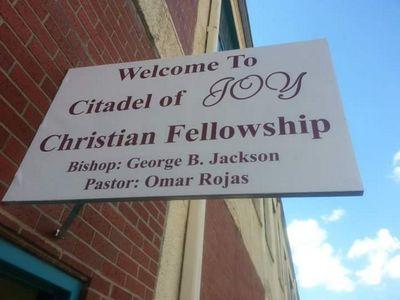 Welcome To
Citadel of JOY
Christian Fellowship
Bishop: George B. Jackson
Pastor: Omar Rojas